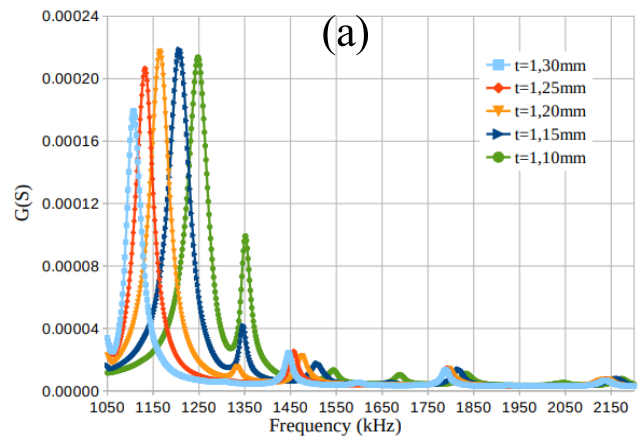 (a)
0.00024
0.00020
0.00016
0.00012
0.00008
0.00004
0.00000
G(S)
t=1,30mm
t=1,25mm
t=1,20mm
t=1,15mm
t=1,10mm
1050 1150 1250 1350 1450 1550 1650 1750 1850 1950 2050 2150
Frequency (kHz)